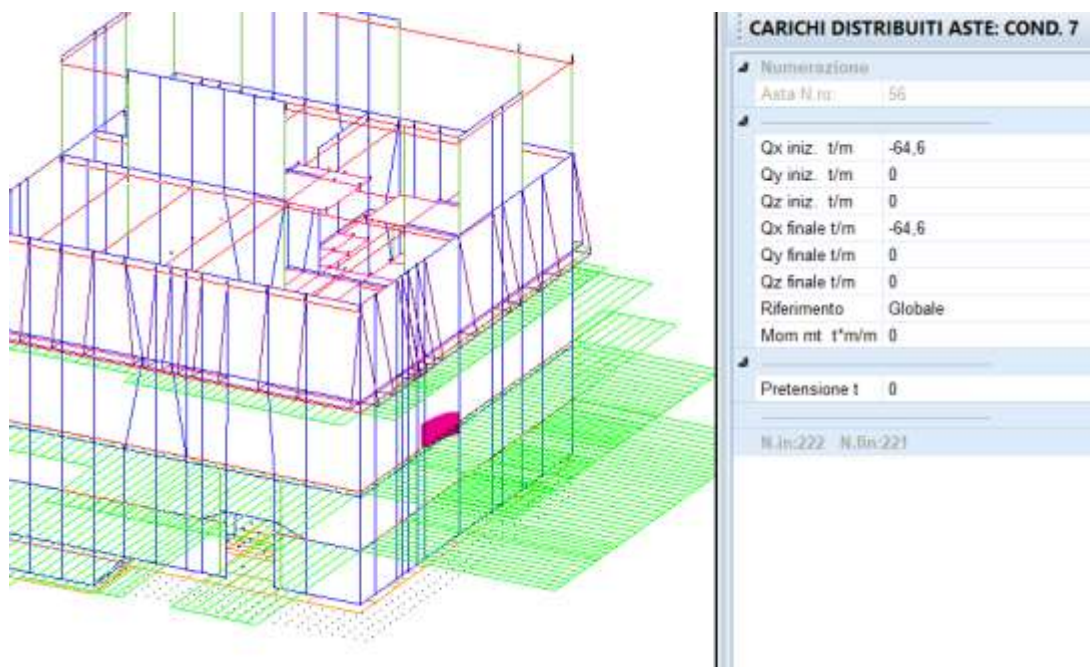 CARICHI DISTRIBUITI ASTE: COND. 7
Numerazione
Asta N.ro: 56
Qx iniz. t/m -64,6
Qy iniz. t/m 0
Qz iniz. t/m 0
Qx finale t/m -64,6
Qy finale t/m 0
Qz finale t/m 0
Riferimento Globale
Mom mt t*m/m 0
Pretensione t 0
N.in:222 N.fin:221